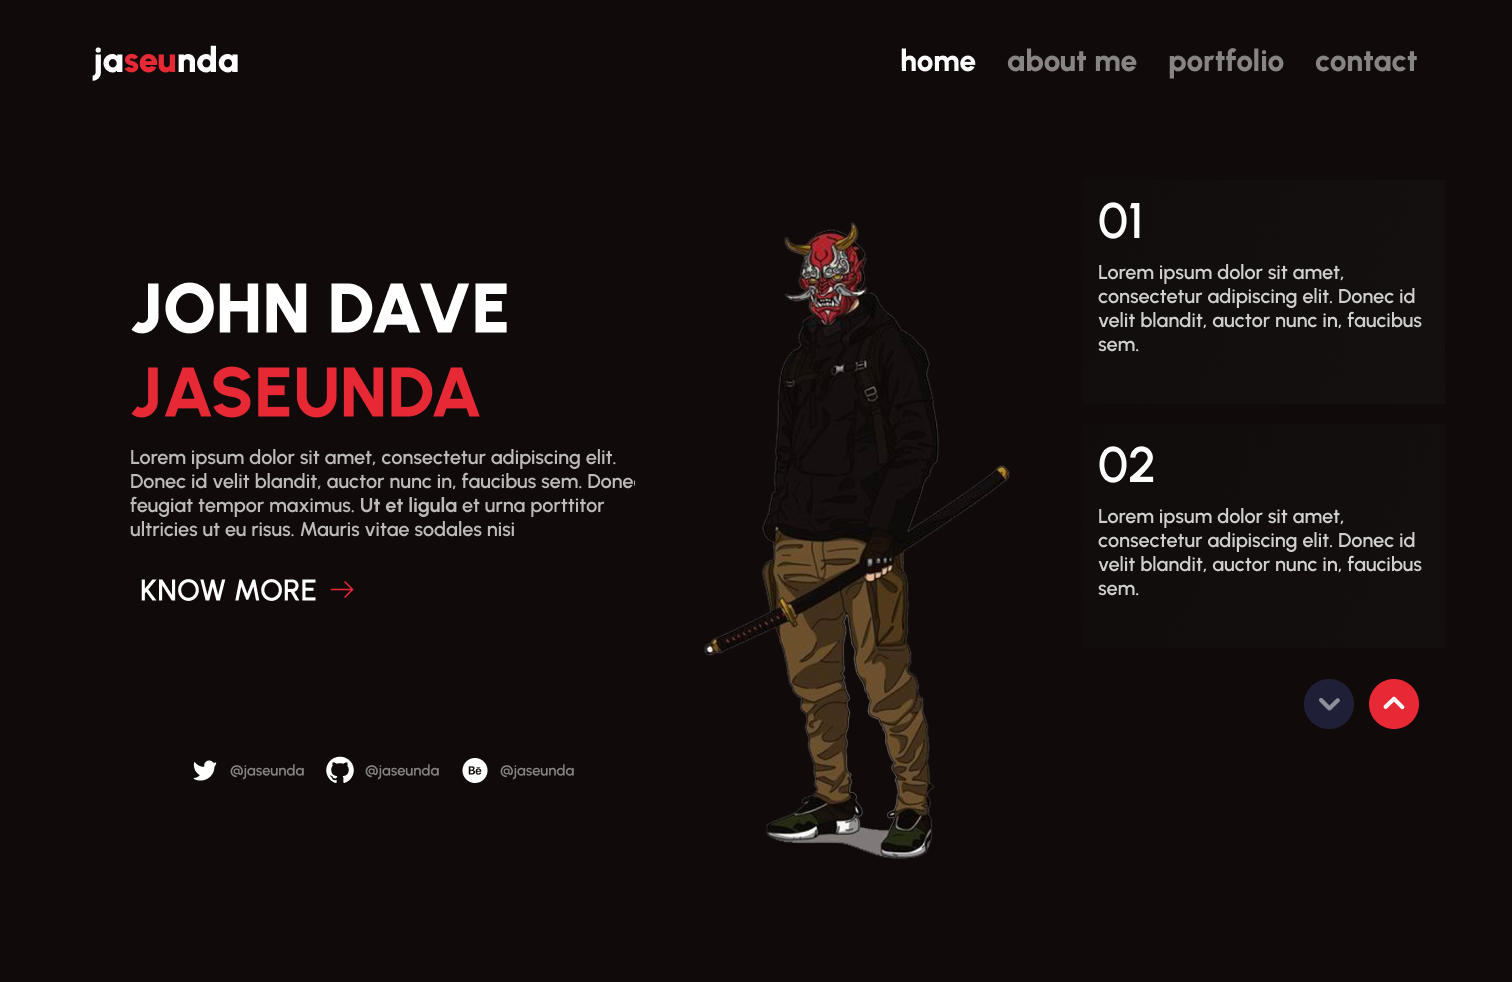 jaseunda
home about me portfolio contact
JOHN DAVE
JASEUNDA
Lorem ipsum dolor sit amet, consectetur adipiscing elit.
Donec id velit blandit, auctor nunc in, faucibus sem. Done
feugiat tempor maximus. Ut et ligula et urna porttitor
ultricies ut eu risus. Mauris vitae sodales nisi
KNOW MORE
@jaseunda @jaseunda Bē @jaseunda
01
Lorem ipsum dolor sit amet,
consectetur adipiscing elit. Donec id
velit blandit, auctor nunc in, faucibus
sem.
02
Lorem ipsum dolor sit amet,
consectetur adipiscing elit. Donec id
velit blandit, auctor nunc in, faucibus
sem.